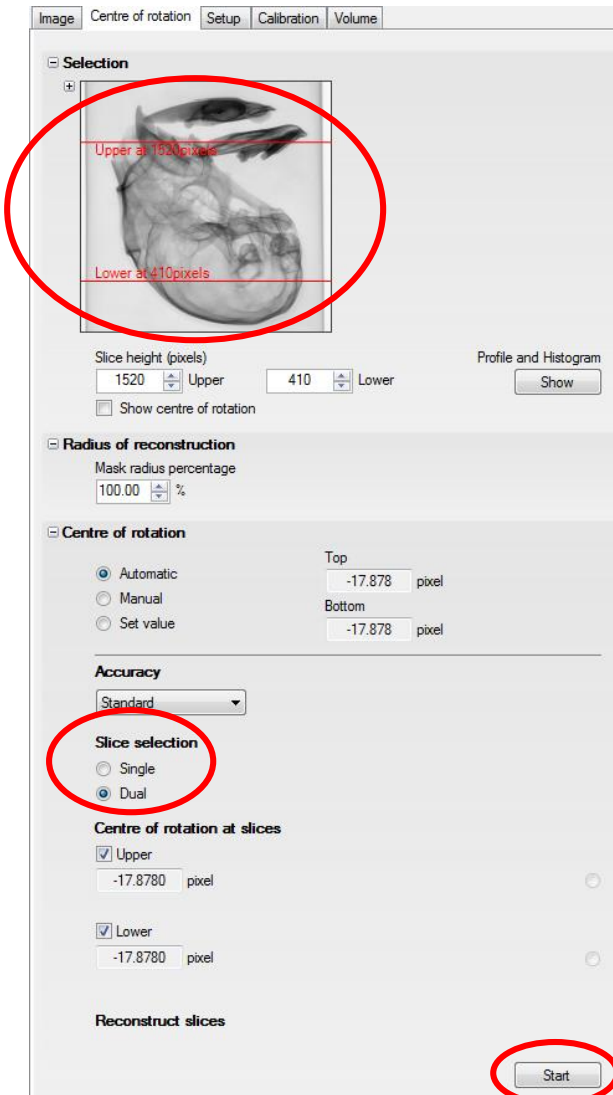 Image Centre of rotation Setup Calibration Volume
Selection
Upper at 1520pixels
Lower at 410pixels
Slice height (pixels) Profile and Histogram
1520 Upper 410 Lower Show
Show centre of rotation
Radius of reconstruction
Mask radius percentage
100.00 %
Centre of rotation
Top
Automatic -17.878 pixel
Manual Bottom
Set value -17.878 pixel
Accuracy
Standard
Slice selection
Single
Dual
Centre of rotation at slices
Upper
-17.8780 pixel
Lower
-17.8780 pixel
Reconstruct slices
Start